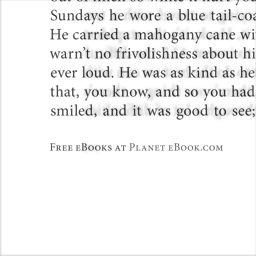 Sundays he wore a blue tail-coa
He carried a mahogany cane wi
warn't no frivolishness about hi
ever loud. He was as kind as he
that, you know, and so you had
smiled, and it was good to see;
Free eBooks at Planet eBook.com